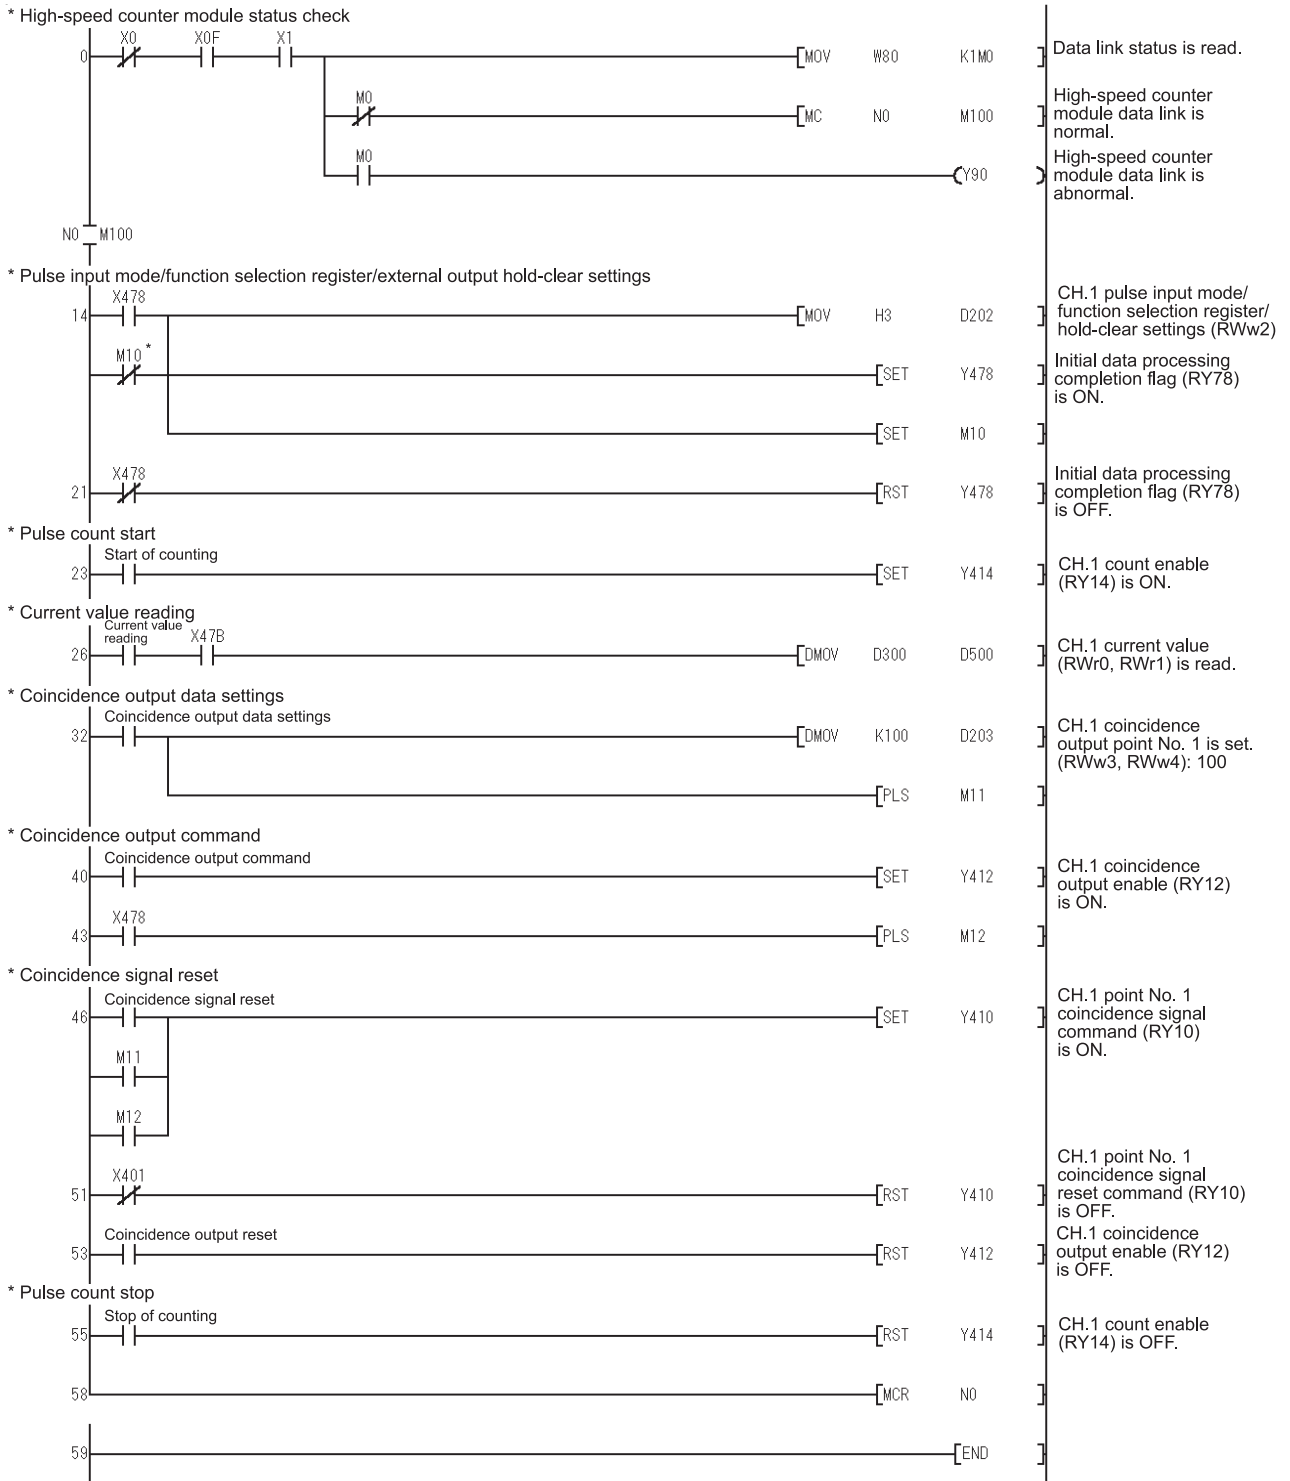 * High-speed counter module status check
X0 X0F X1
0 MOV W80 K1M0 Data link status is read.
M0
MC N0 M100
High-speed counter
module data link is
normal.
M0
Y90
High-speed counter
module data link is
abnormal.
N0 M100
* Pulse input mode/function selection register/external output hold-clear settings
X478
14 MOV H3 D202
CH.1 pulse input mode/
function selection register/
hold-clear settings (RWw2)
M10 *
SET Y478
Initial data processing
completion flag (RY78)
is ON.
SET M10
X478
21 RST Y478
Initial data processing
completion flag (RY78)
is OFF.
* Pulse count start
Start of counting
23 SET Y414
CH.1 count enable
(RY14) is ON.
* Current value reading
Current value
reading X47B
26 DMOV D300 D500
CH.1 current value
(RWr0, RWr1) is read.
* Coincidence output data settings
Coincidence output data settings
32 DMOV K100 D203
CH.1 coincidence
output point No. 1 is set.
(RWw3, RWw4): 100
PLS M11
* Coincidence output command
Coincidence output command
40 SET Y412
CH.1 coincidence
output enable (RY12)
is ON.
X478
43 PLS M12
* Coincidence signal reset
Coincidence signal reset
46 SET Y410
CH.1 point No. 1
coincidence signal
command (RY10)
is ON.
M11
M12
X401
51 RST Y410
CH.1 point No. 1
coincidence signal
reset command (RY10)
is OFF.
Coincidence output reset
53 RST Y412
CH.1 coincidence
output enable (RY12)
is OFF.
* Pulse count stop
Stop of counting
55 RST Y414
CH.1 count enable
(RY14) is OFF.
58 MCR N0
59 END